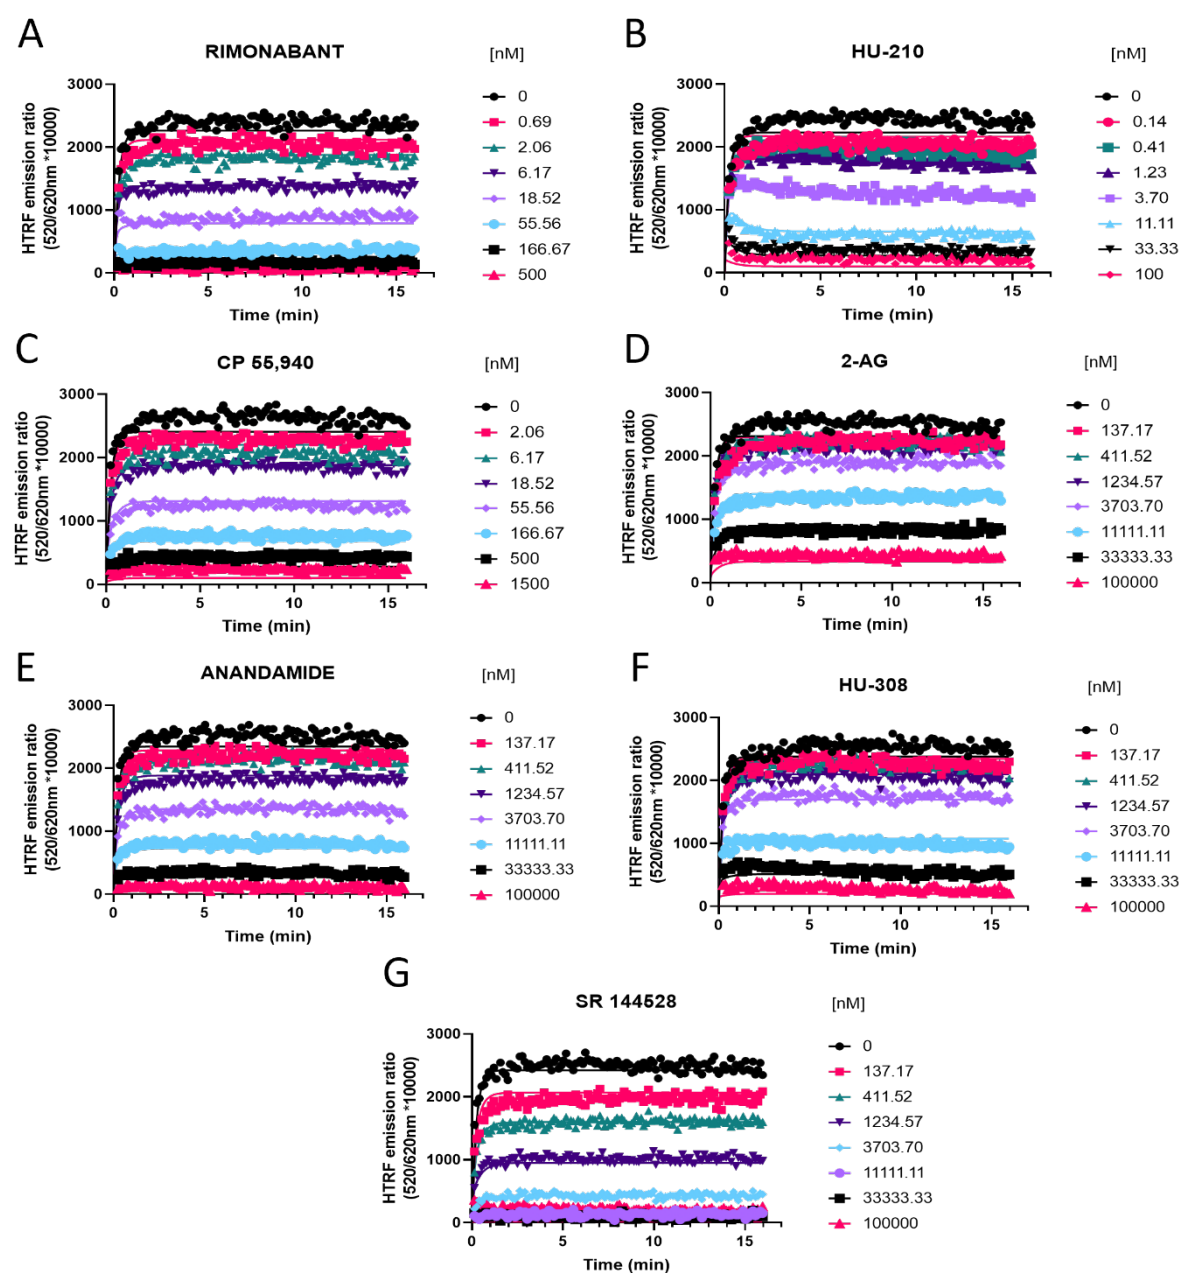 A
RIMONABANT
[nM]
HTRF emission ratio
(520/620nm *10000)
3000
2000
1000
0
0
5
10
15
Time (min)
0
0.69
2.06
6.17
18.52
55.56
166.67
500
B
HU-210
[nM]
HTRF emission ratio
(520/620nm *10000)
3000
2000
1000
0
0
5
10
15
Time (min)
0
0.14
0.41
1.23
3.70
11.11
33.33
100
C
CP 55,940
[nM]
HTRF emission ratio
(520/620nm *10000)
3000
2000
1000
0
0
5
10
15
Time (min)
0
2.06
6.17
18.52
55.56
166.67
500
1500
D
2-AG
[nM]
HTRF emission ratio
(520/620nm *10000)
3000
2000
1000
0
0
5
10
15
Time (min)
0
137.17
411.52
1234.57
3703.70
11111.11
33333.33
100000
E
ANANDAMIDE
[nM]
HTRF emission ratio
(520/620nm *10000)
3000
2000
1000
0
0
5
10
15
Time (min)
0
137.17
411.52
1234.57
3703.70
11111.11
33333.33
100000
F
HU-308
[nM]
HTRF emission ratio
(520/620nm *10000)
3000
2000
1000
0
0
5
10
15
Time (min)
0
137.17
411.52
1234.57
3703.70
11111.11
33333.33
100000
G
SR 144528
[nM]
HTRF emission ratio
(520/620nm *10000)
3000
2000
1000
0
0
5
10
15
Time (min)
0
137.17
411.52
1234.57
3703.70
11111.11
33333.33
100000